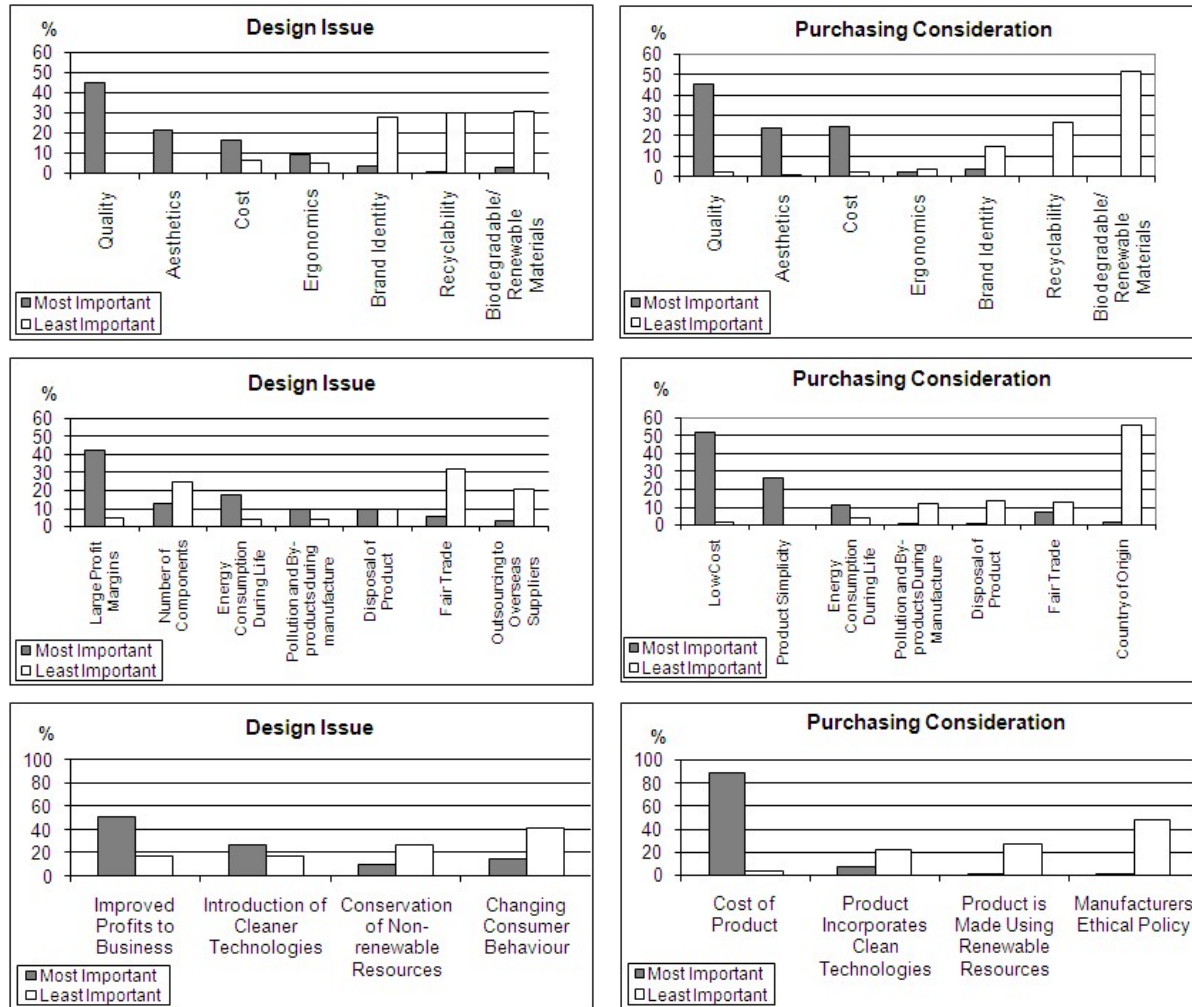 Design Issue
%
60
50
40
30
20
10
0
Quality
Aesthetics
Cost
Ergonomics
Brand Identity
Recyclability
Biodegradable/
Renewable
Materials
Most Important
Least Important
Purchasing Consideration
%
60
50
40
30
20
10
0
Quality
Aesthetics
Cost
Ergonomics
Brand Identity
Recyclability
Biodegradable/
Renewable
Materials
Most Important
Least Important
Design Issue
%
60
50
40
30
20
10
0
Large Profit
Margins
Number of
Components
Energy
Consumption
During Life
Pollution and By-
products during
manufacture
Disposal of
Product
Fair Trade
Outsourcing to
Overseas
Suppliers
Most Important
Least Important
Purchasing Consideration
%
60
50
40
30
20
10
0
Low Cost
Product Simplicity
Energy
Consumption
During Life
Pollution and By-
products During
Manufacture
Disposal of
Product
Fair Trade
Country of Origin
Most Important
Least Important
Design Issue
%
100
80
60
40
20
0
Improved
Profits to
Business
Introduction of
Cleaner
Technologies
Conservation
of Non-
renewable
Resources
Changing
Consumer
Behaviour
Most Important
Least Important
Purchasing Consideration
%
100
80
60
40
20
0
Cost of
Product
Product
Incorporates
Clean
Technologies
Product is
Made Using
Renewable
Resources
Manufacturers
Ethical Policy
Most Important
Least Important